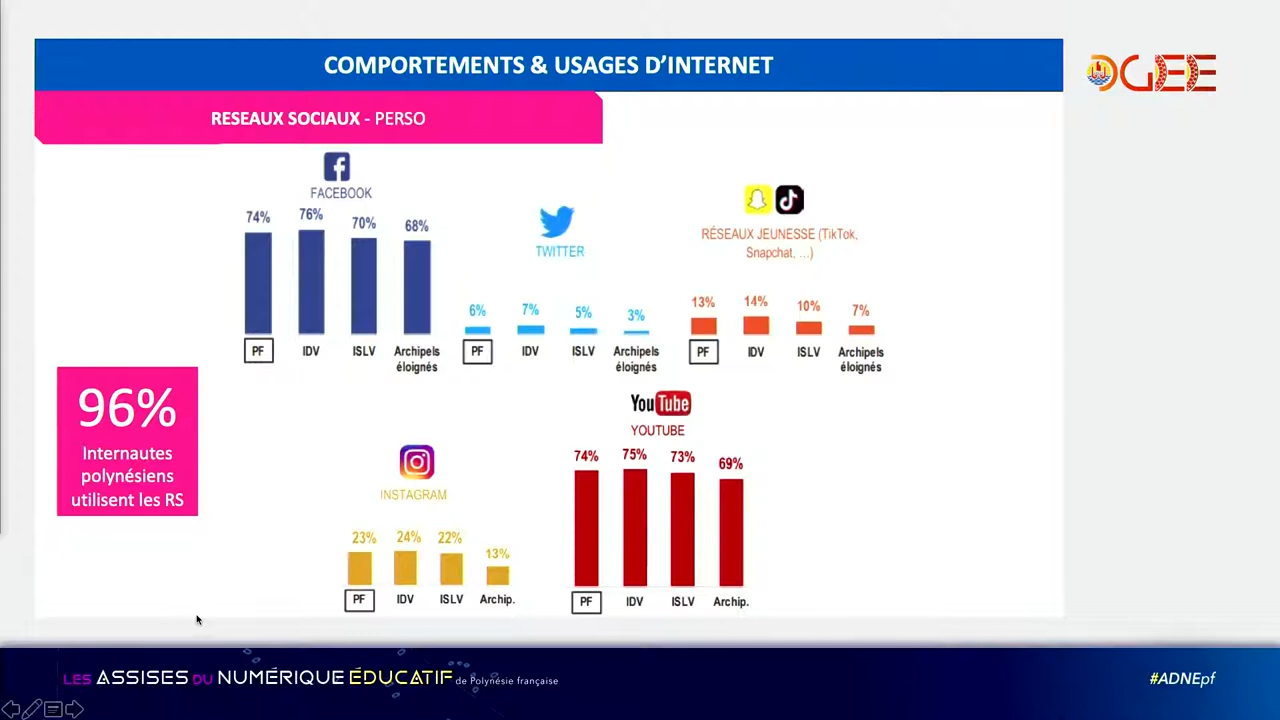 COMPORTEMENTS & USAGES D'INTERNET
DGEE
RESEAUX SOCIAUX - PERSO
FACEBOOK
74% 76% 70% 68%
PF IDV ISLV Archipels
éloignés
TWITTER
6% 7% 5% 3%
PF IDV ISLV Archipels
éloignés
RÉSEAUX JEUNESSE (TikTok,
Snapchat, ...)
13% 14% 10% 7%
PF IDV ISLV Archipels
éloignés
96%
Internautes
polynésiens
utilisent les RS
INSTAGRAM
23% 24% 22% 13%
PF IDV ISLV Archip.
YouTube
YOUTUBE
74% 75% 73% 69%
PF IDV ISLV Archip.
LES ASSISES DU NUMÉRIQUE ÉDUCATIF de Polynésie française
#ADNEpf